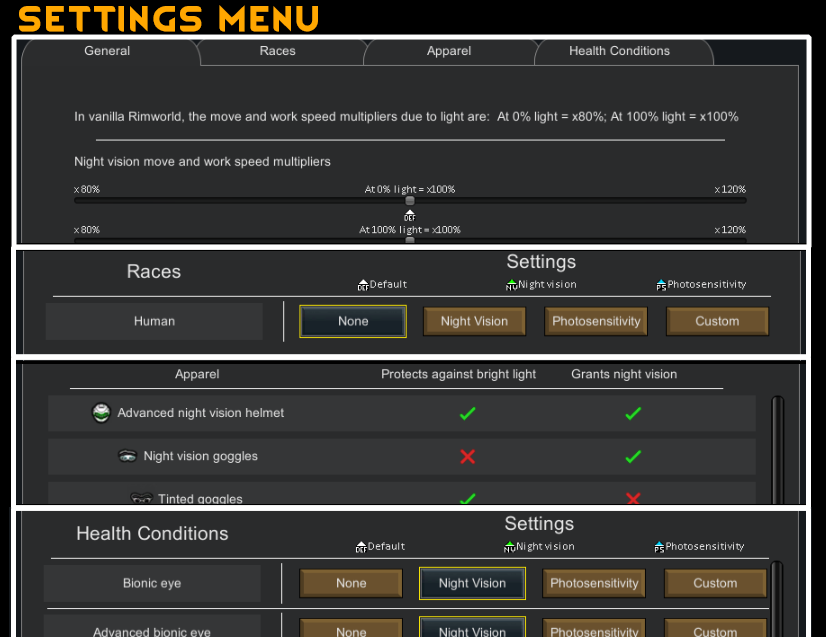 SETTINGS MENU
General Races Apparel Health Conditions
In vanilla Rimworld, the move and work speed multipliers due to light are: At 0% light = x80%; At 100% light = x100%
Night vision move and work speed multipliers
x80% At 0% light = x100% x120%
DEF
x80% At 100% light = x100% x120%
Races Settings
DEF Default NV Night vision PS Photosensitivity
Human None Night Vision Photosensitivity Custom
Apparel Protects against bright light Grants night vision
Advanced night vision helmet
Night vision goggles
Tinted goggles
Health Conditions Settings
DEF Default NV Night vision PS Photosensitivity
Bionic eye None Night Vision Photosensitivity Custom
Advanced bionic eye None Night Vision Photosensitivity Custom